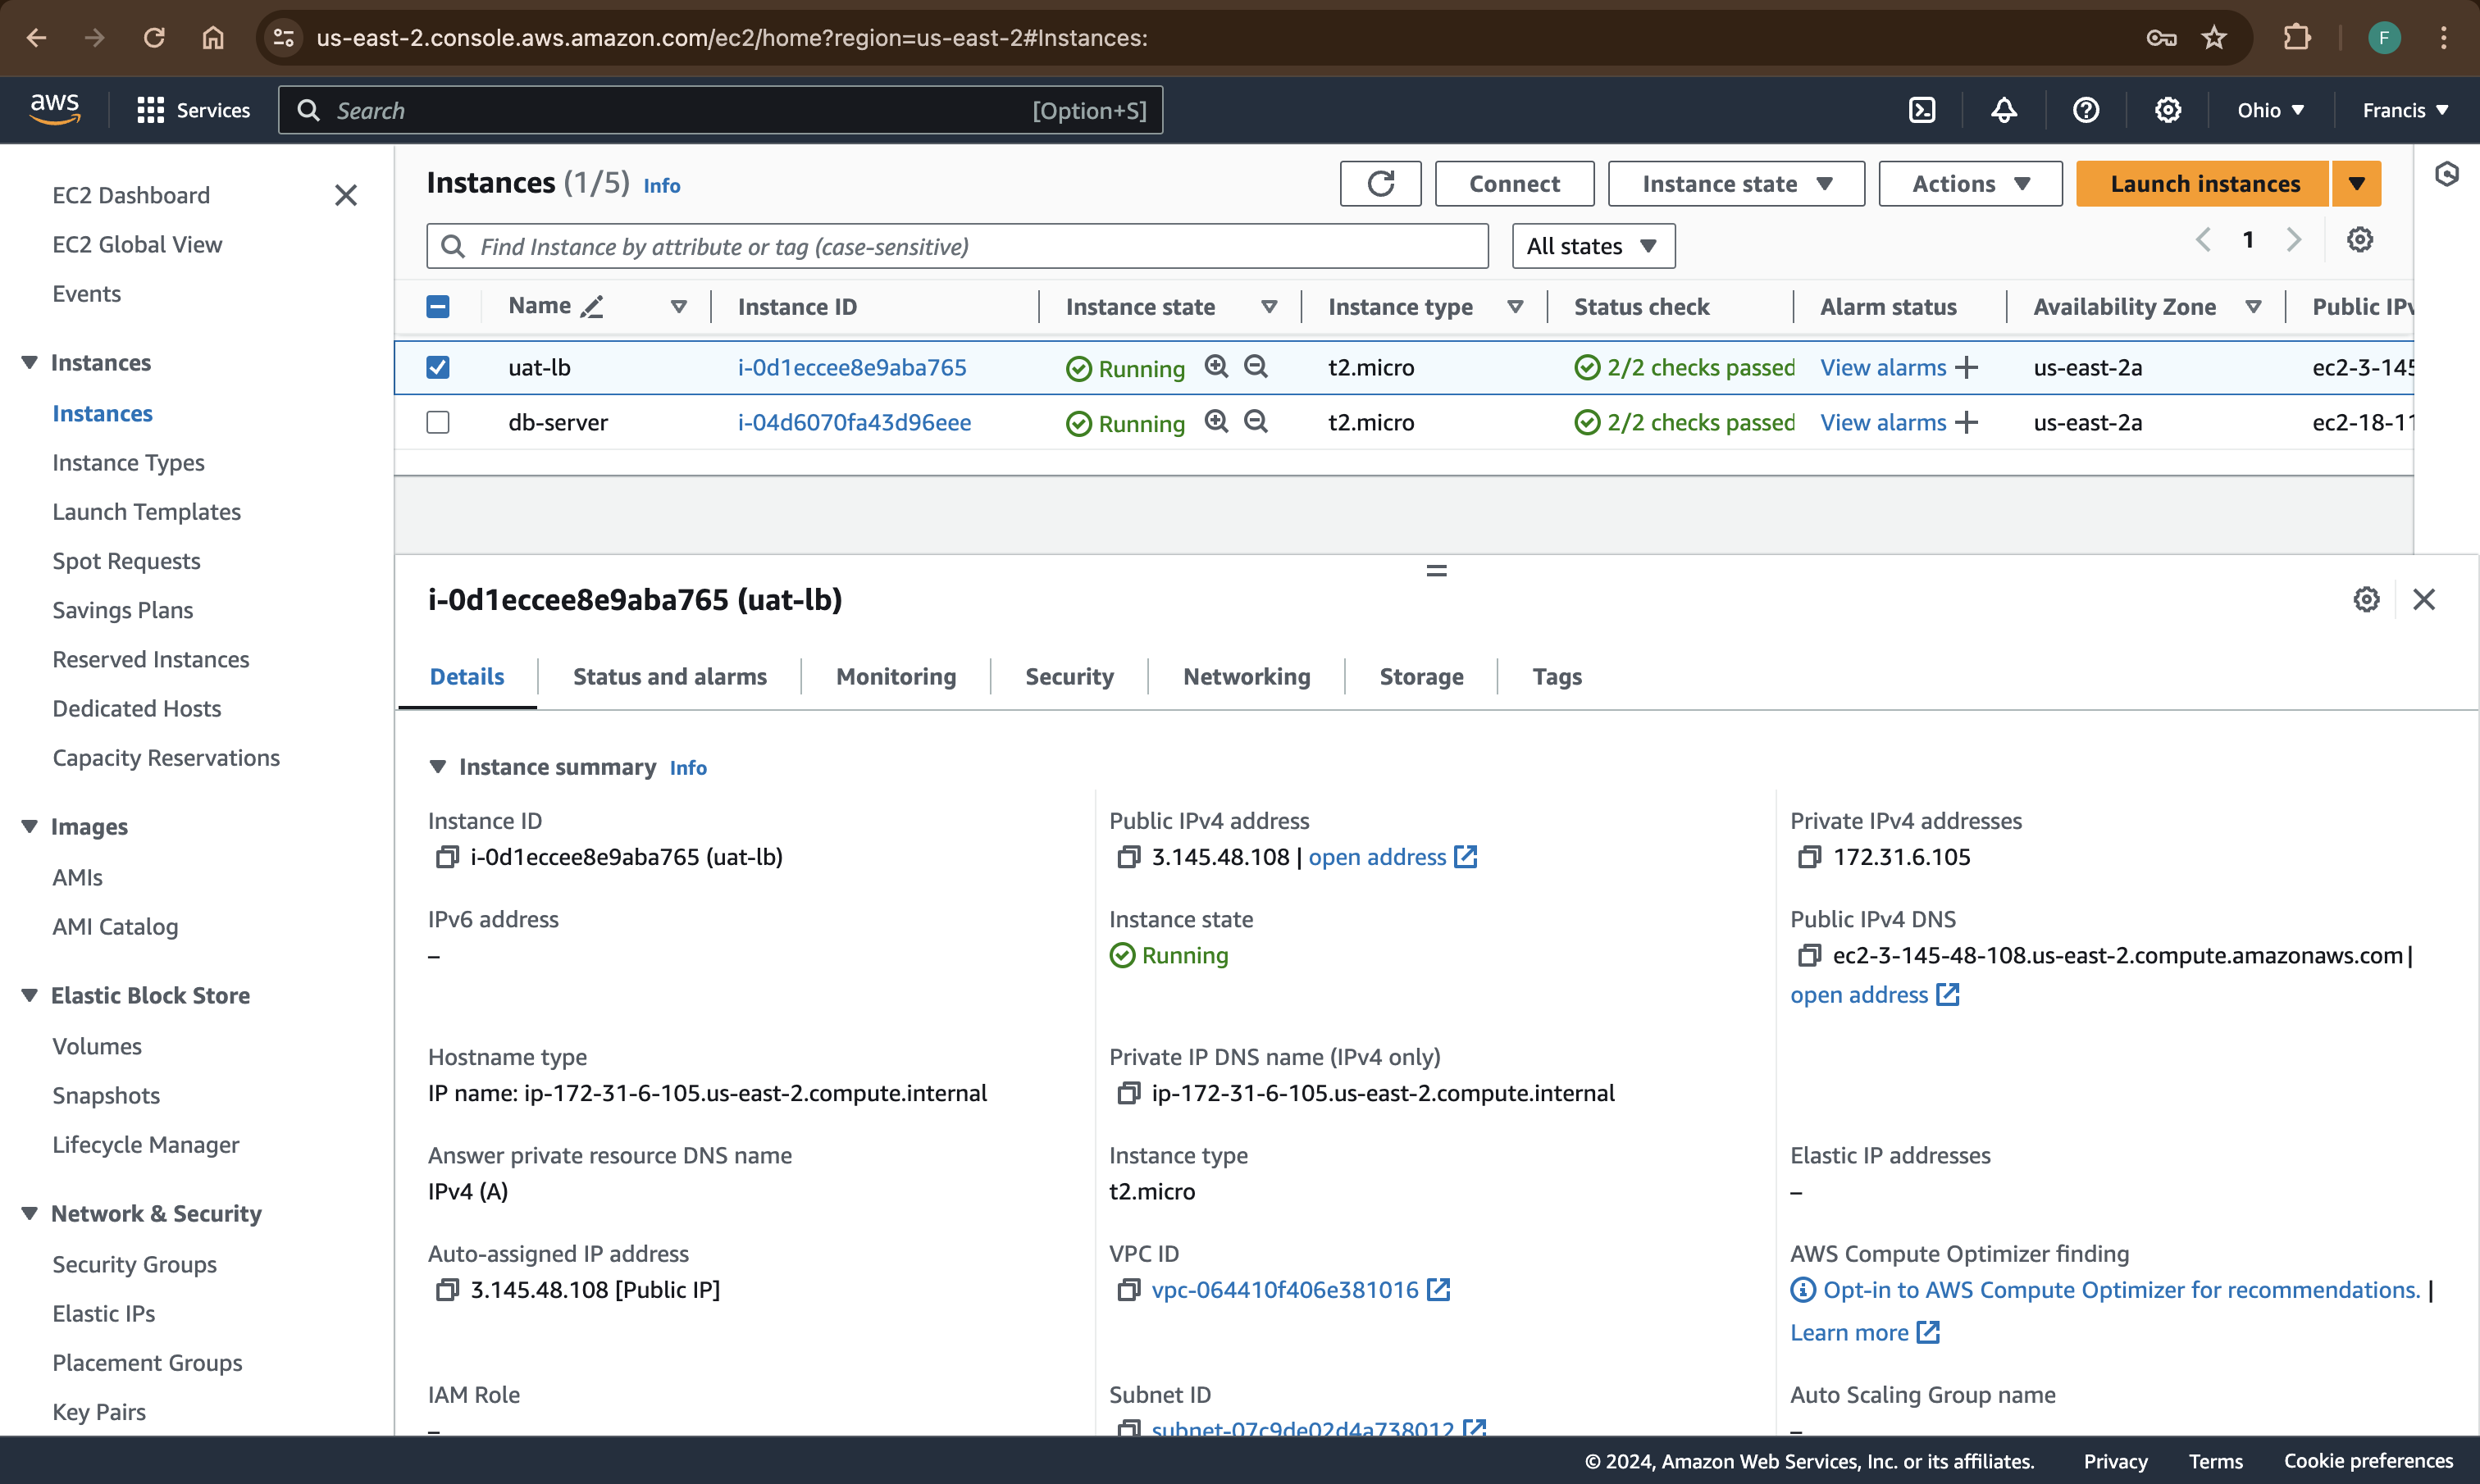 us-east-2.console.aws.amazon.com/ec2/home?region=us-east-2#Instances:
F
aws
Services
Search
[Option+S]
Ohio
Francis
EC2 Dashboard
EC2 Global View
Events
Instances
Instances
Instance Types
Launch Templates
Spot Requests
Savings Plans
Reserved Instances
Dedicated Hosts
Capacity Reservations
Images
AMIs
AMI Catalog
Elastic Block Store
Volumes
Snapshots
Lifecycle Manager
Network & Security
Security Groups
Elastic IPs
Placement Groups
Key Pairs
Instances (1/5) Info
Connect
Instance state
Actions
Launch instances
Find Instance by attribute or tag (case-sensitive)
All states
1
Name Instance ID Instance state Instance type Status check Alarm status Availability Zone Public IPv
uat-lb i-0d1eccee8e9aba765 Running t2.micro 2/2 checks passed View alarms us-east-2a ec2-3-145
db-server i-04d6070fa43d96eee Running t2.micro 2/2 checks passed View alarms us-east-2a ec2-18-11
i-0d1eccee8e9aba765 (uat-lb)
Details
Status and alarms
Monitoring
Security
Networking
Storage
Tags
Instance summary Info
Instance ID
i-0d1eccee8e9aba765 (uat-lb)
Public IPv4 address
3.145.48.108 | open address
Private IPv4 addresses
172.31.6.105
IPv6 address
–
Instance state
Running
Public IPv4 DNS
ec2-3-145-48-108.us-east-2.compute.amazonaws.com |
open address
Hostname type
IP name: ip-172-31-6-105.us-east-2.compute.internal
Private IP DNS name (IPv4 only)
ip-172-31-6-105.us-east-2.compute.internal
Answer private resource DNS name
IPv4 (A)
Instance type
t2.micro
Elastic IP addresses
–
Auto-assigned IP address
3.145.48.108 [Public IP]
VPC ID
vpc-064410f406e381016
AWS Compute Optimizer finding
Opt-in to AWS Compute Optimizer for recommendations. |
Learn more
IAM Role
–
Subnet ID
subnet-07c9de02d4a738012
Auto Scaling Group name
–
© 2024, Amazon Web Services, Inc. or its affiliates.
Privacy
Terms
Cookie preferences